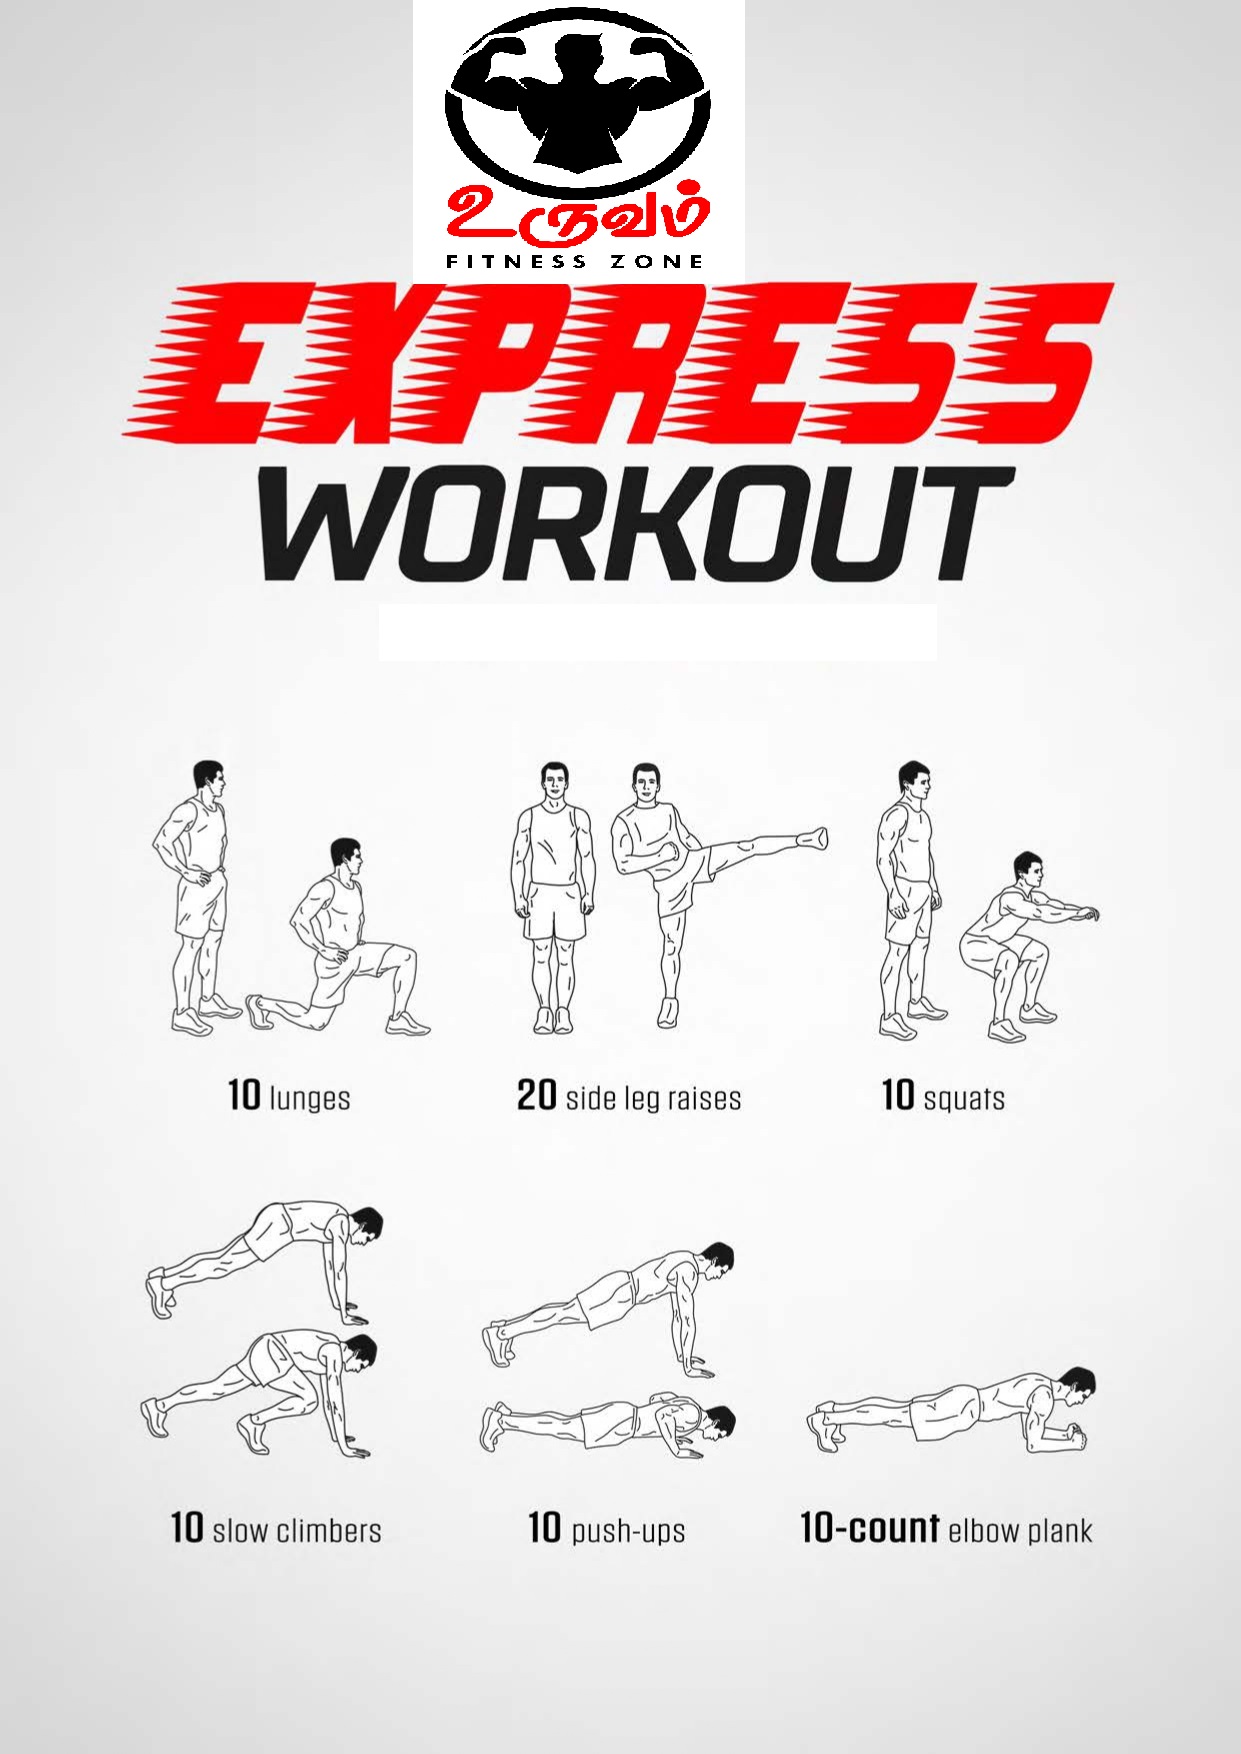 உருவம்
FITNESS ZONE
EXPRESS
WORKOUT
10 lunges
20 side leg raises
10 squats
10 slow climbers
10 push-ups
10-count elbow plank